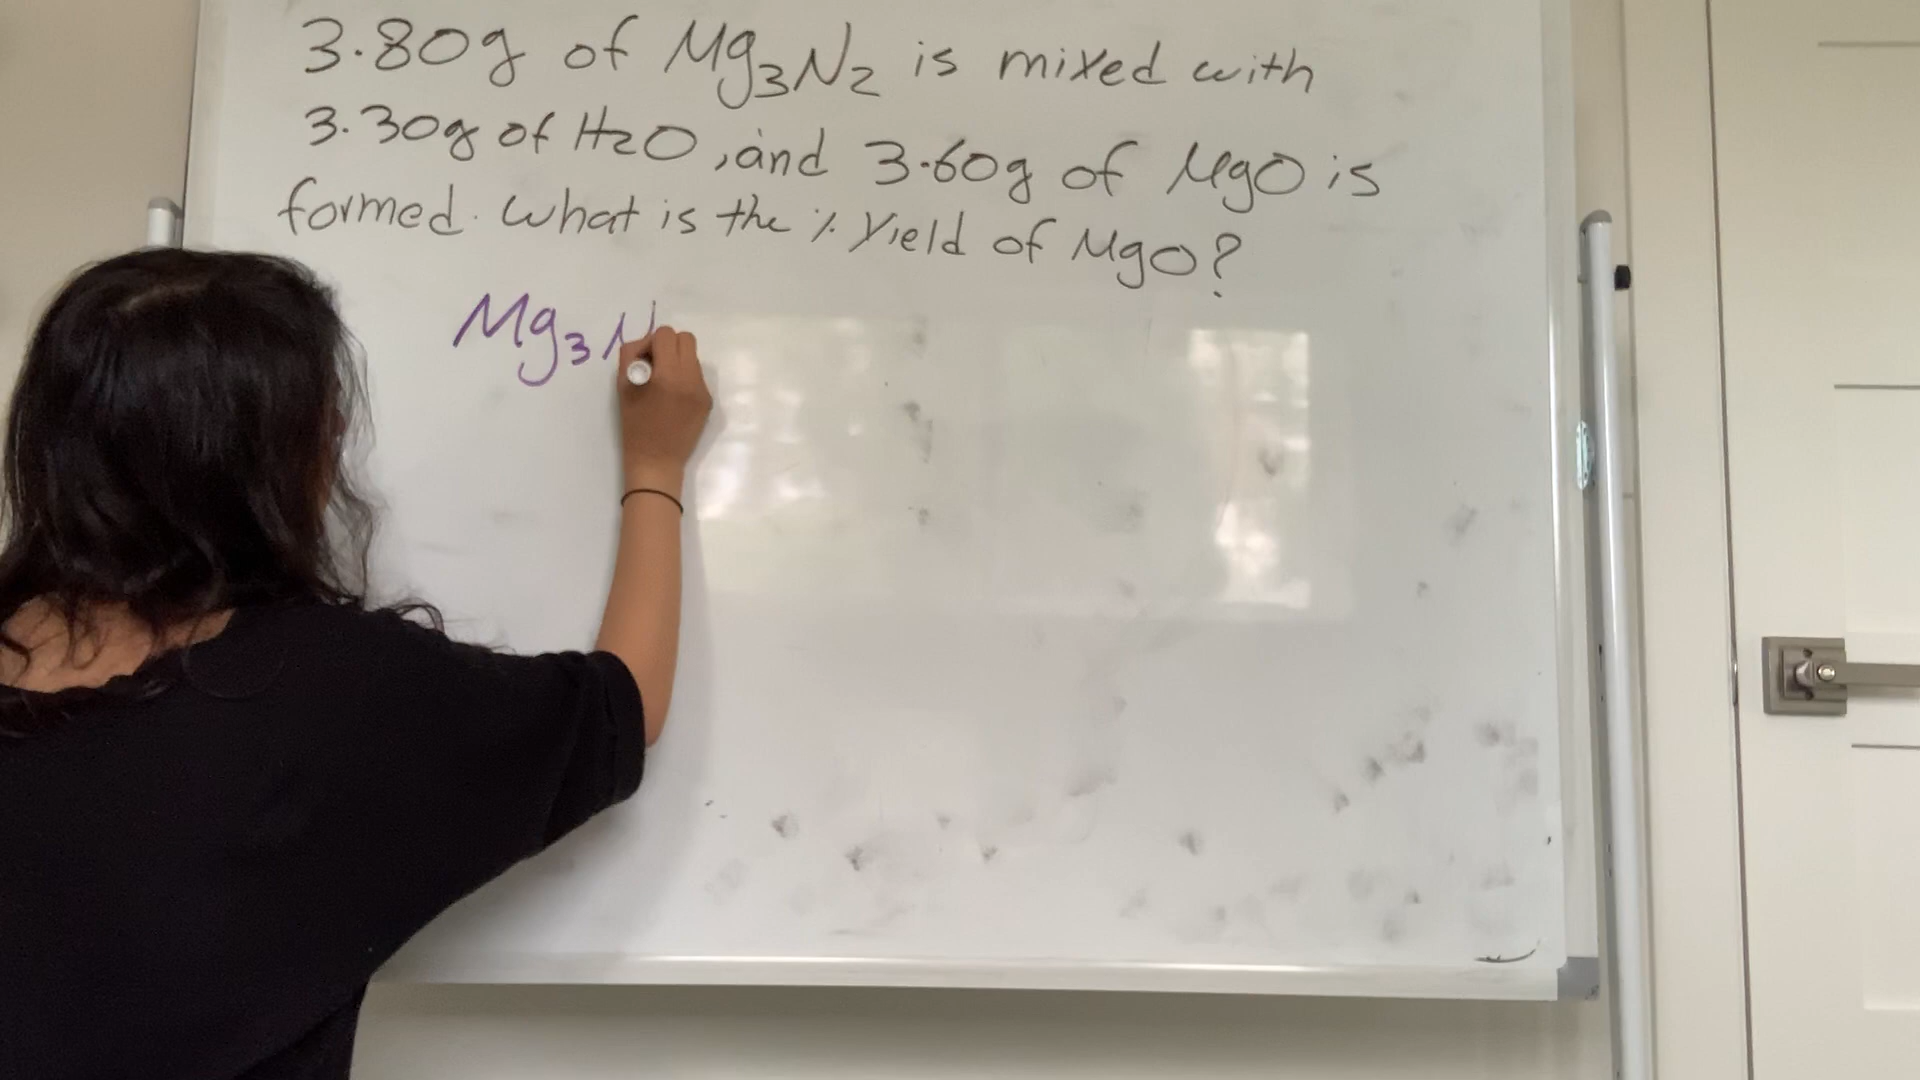 3.80g of Mg3N2 is mixed with
3.30g of H2O, and 3.60g of MgO is
formed. What is the % Yield of MgO?
Mg3N